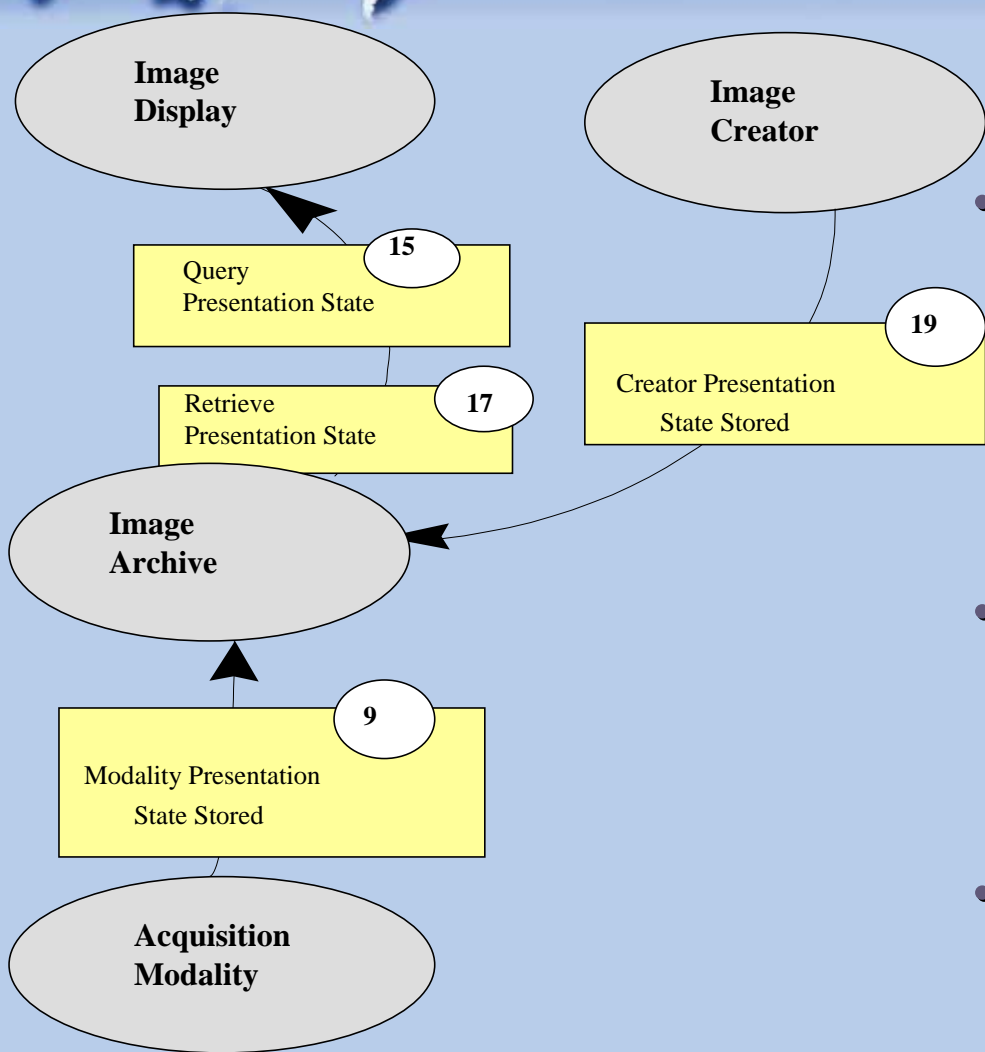 Image
Display
Image
Creator
15
Query
Presentation State
19
Creator Presentation
State Stored
17
Retrieve
Presentation State
Image
Archive
9
Modality Presentation
State Stored
Acquisition
Modality